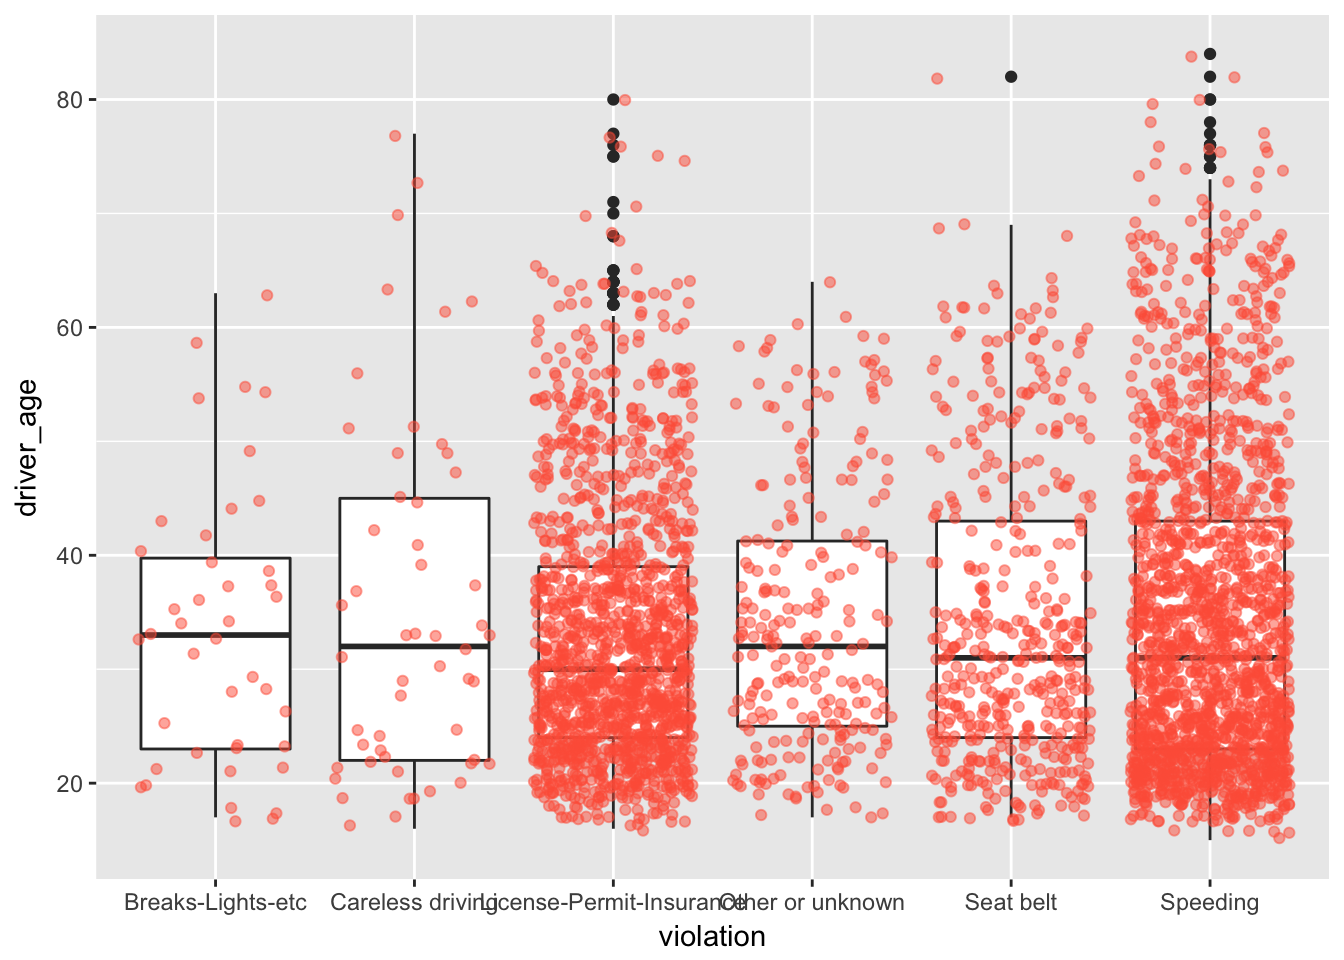 80
60
40
20
driver_age
Breaks-Lights-etc
Careless driving
License-Permit-Insurance
Other or unknown
Seat belt
Speeding
violation